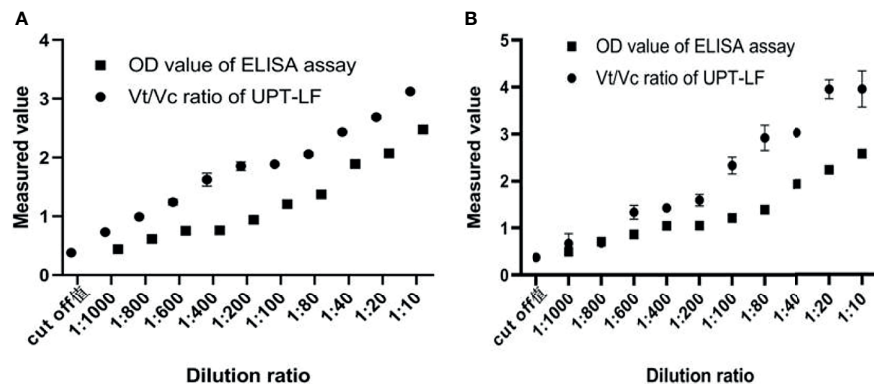 A
4
3
2
1
0
Measured value
OD value of ELISA assay
Vt/Vc ratio of UPT-LF
cut off值
1:1000
1:800
1:600
1:400
1:200
1:100
1:80
1:40
1:20
1:10
Dilution ratio
B
5
4
3
2
1
0
Measured value
OD value of ELISA assay
Vt/Vc ratio of UPT-LF
cut off值
1:1000
1:800
1:600
1:400
1:200
1:100
1:80
1:40
1:20
1:10
Dilution ratio